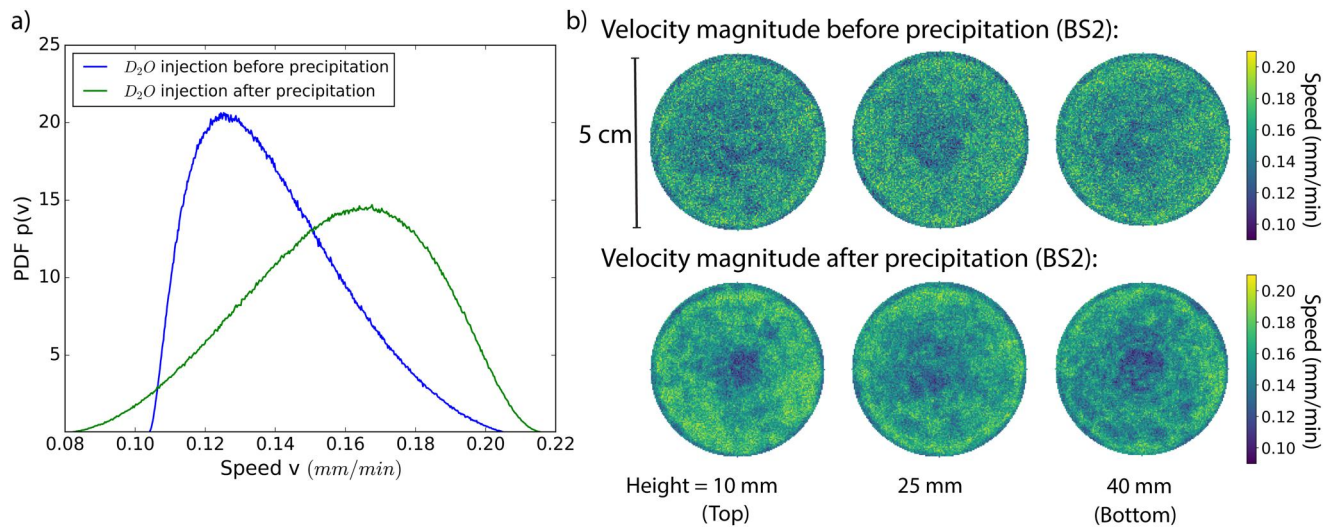 a)
25
20
15
10
5
0
0.08 0.10 0.12 0.14 0.16 0.18 0.20 0.22
PDF p(v)
Speed v (mm/min)
D₂O injection before precipitation
D₂O injection after precipitation
b)
Velocity magnitude before precipitation (BS2):
5 cm
0.20
0.18
0.16
0.14
0.12
0.10
Speed (mm/min)
Velocity magnitude after precipitation (BS2):
0.20
0.18
0.16
0.14
0.12
0.10
Speed (mm/min)
Height = 10 mm 25 mm 40 mm
(Top) (Bottom)